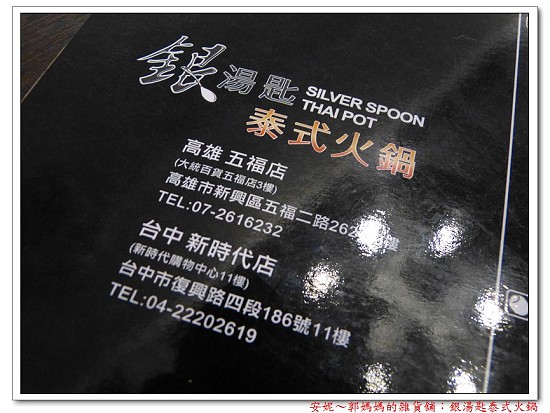 銀湯匙
SILVER SPOON
THAI POT
泰式火鍋
高雄 五福店
(大統百貨五福店3樓)
高雄市新興區五福二路262 樓
TEL:07-2616232
台中 新時代店
(新時代購物中心11樓)
台中市復興路四段186號11樓
TEL:04-22202619
安妮～郭媽媽的雜貨舖：銀湯匙泰式火鍋